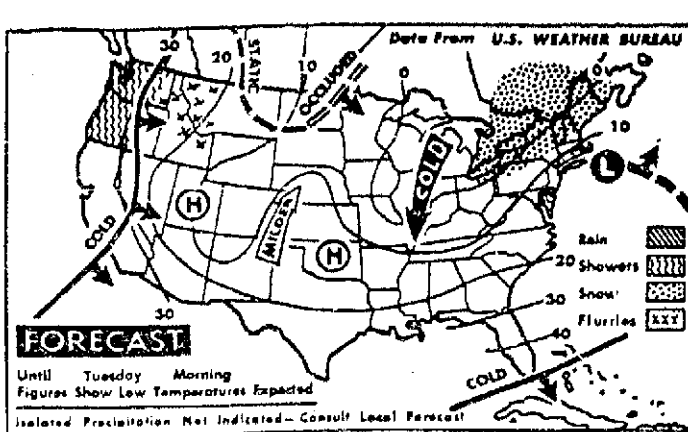 Data From U.S. WEATHER BUREAU
30
20
STATIC
10
OCCLUDED
0
0
10
COLD
L
H
MILDER
H
COLD
30
20
30
40
COLD
Rain
Showers
Snow
Flurries
FORECAST
Until Tuesday Morning
Figures Show Low Temperatures Expected
Isolated Precipitation Not Indicated – Consult Local Forecast